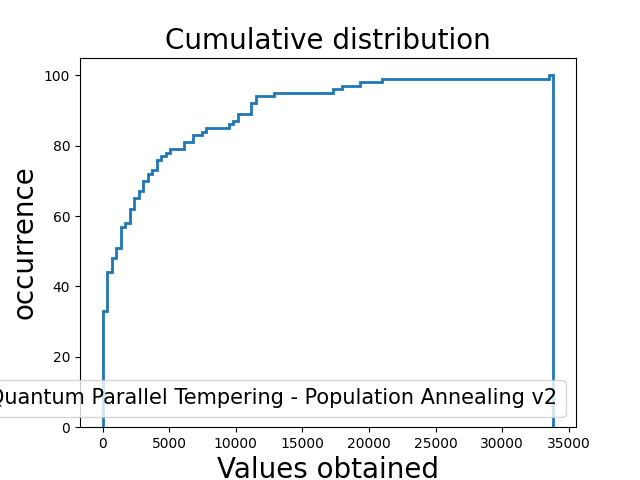 Cumulative distribution
occurrence
100
80
60
40
20
0
Parallel Tempering - Population Annealing v2
0 5000 10000 15000 20000 25000 30000 35000
Values obtained